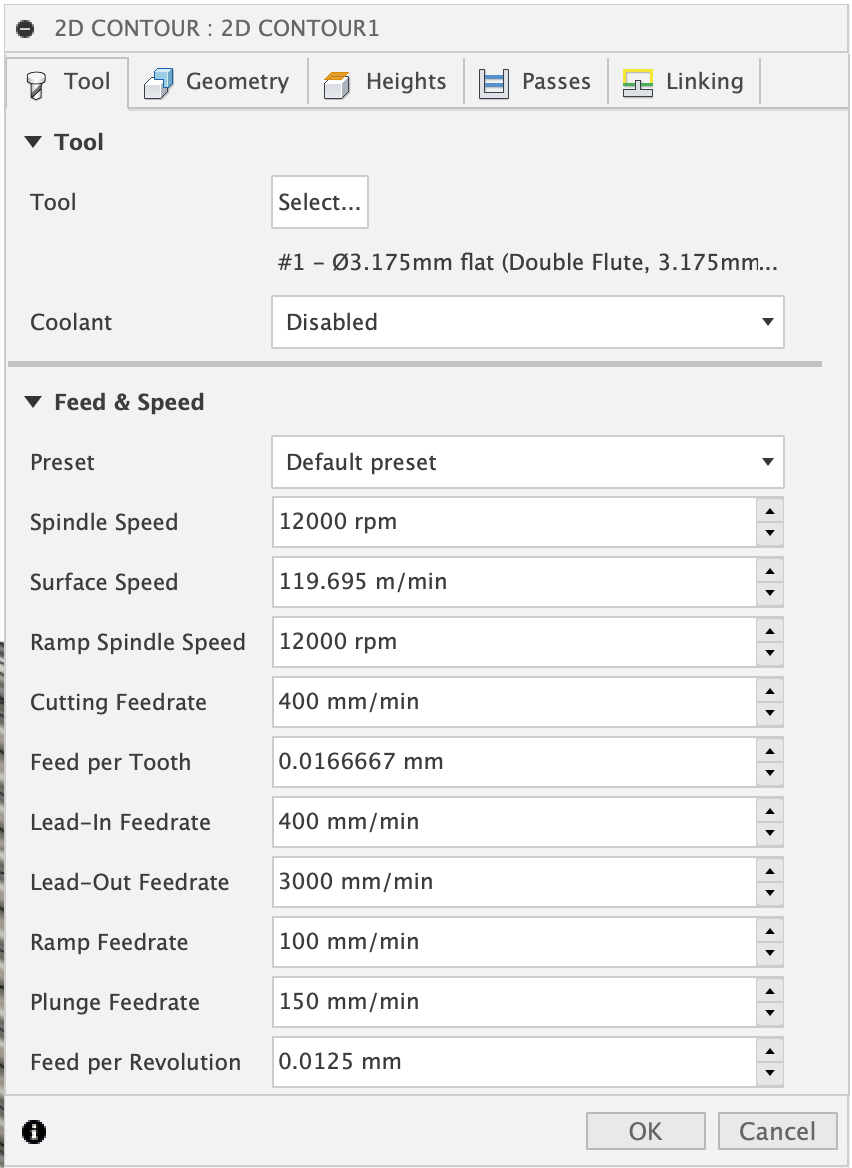 2D CONTOUR : 2D CONTOUR1
Tool Geometry Heights Passes Linking
Tool
Tool Select...
#1 – Ø3.175mm flat (Double Flute, 3.175mm...
Coolant Disabled
Feed & Speed
Preset Default preset
Spindle Speed 12000 rpm
Surface Speed 119.695 m/min
Ramp Spindle Speed 12000 rpm
Cutting Feedrate 400 mm/min
Feed per Tooth 0.0166667 mm
Lead-In Feedrate 400 mm/min
Lead-Out Feedrate 3000 mm/min
Ramp Feedrate 100 mm/min
Plunge Feedrate 150 mm/min
Feed per Revolution 0.0125 mm
OK Cancel